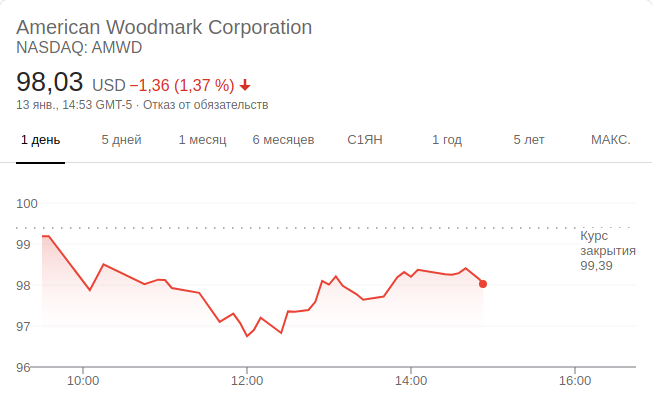 American Woodmark Corporation
NASDAQ: AMWD
98,03 USD −1,36 (1,37 %)
13 янв., 14:53 GMT-5 · Отказ от обязательств
1 день 5 дней 1 месяц 6 месяцев С1ЯН 1 год 5 лет МАКС.
100
99
98
97
96
Курс
закрытия
99,39
10:00 12:00 14:00 16:00